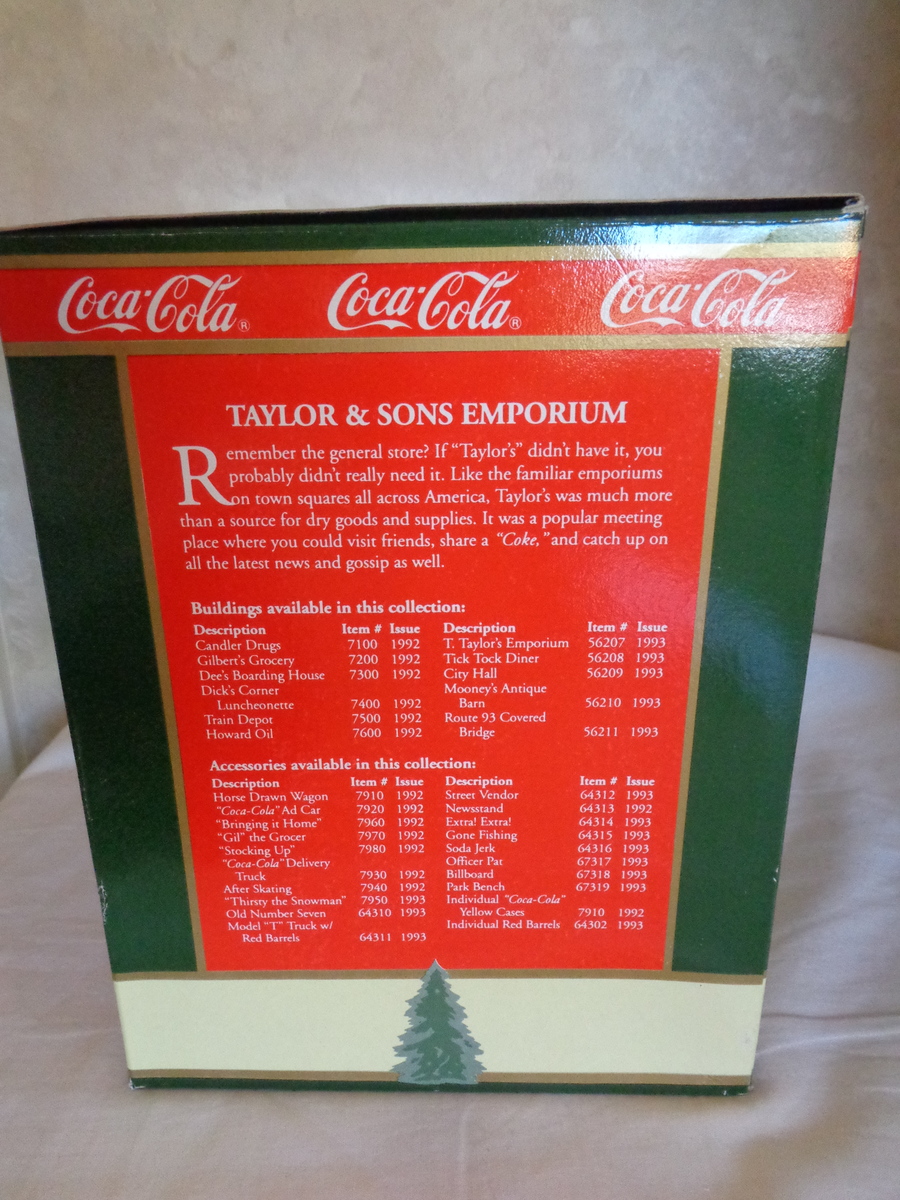 Coca-Cola® Coca-Cola® Coca-Cola
TAYLOR & SONS EMPORIUM
Remember the general store? If “Taylor’s” didn’t have it, you
probably didn’t really need it. Like the familiar emporiums
on town squares all across America, Taylor’s was much more
than a source for dry goods and supplies. It was a popular meeting
place where you could visit friends, share a “Coke,” and catch up on
all the latest news and gossip as well.
Buildings available in this collection:
Description Item # Issue
Candler Drugs 7100 1992
Gilbert’s Grocery 7200 1992
Dee’s Boarding House 7300 1992
Dick’s Corner
Luncheonette 7400 1992
Train Depot 7500 1992
Howard Oil 7600 1992
Description Item # Issue
T. Taylor’s Emporium 56207 1993
Tick Tock Diner 56208 1993
City Hall 56209 1993
Mooney’s Antique
Barn 56210 1993
Route 93 Covered
Bridge 56211 1993
Accessories available in this collection:
Description Item # Issue
Horse Drawn Wagon 7910 1992
“Coca-Cola” Ad Car 7920 1992
“Bringing it Home” 7960 1992
“Gil” the Grocer 7970 1992
“Stocking Up” 7980 1992
“Coca-Cola” Delivery
Truck 7930 1992
After Skating 7940 1992
“Thirsty the Snowman” 7950 1993
Old Number Seven 64310 1993
Model “T” Truck w/
Red Barrels 64311 1993
Description Item # Issue
Street Vendor 64312 1993
Newsstand 64313 1992
Extra! Extra! 64314 1993
Gone Fishing 64315 1993
Soda Jerk 64316 1993
Officer Pat 67317 1993
Billboard 67318 1993
Park Bench 67319 1993
Individual “Coca-Cola”
Yellow Cases 7910 1992
Individual Red Barrels 64302 1993